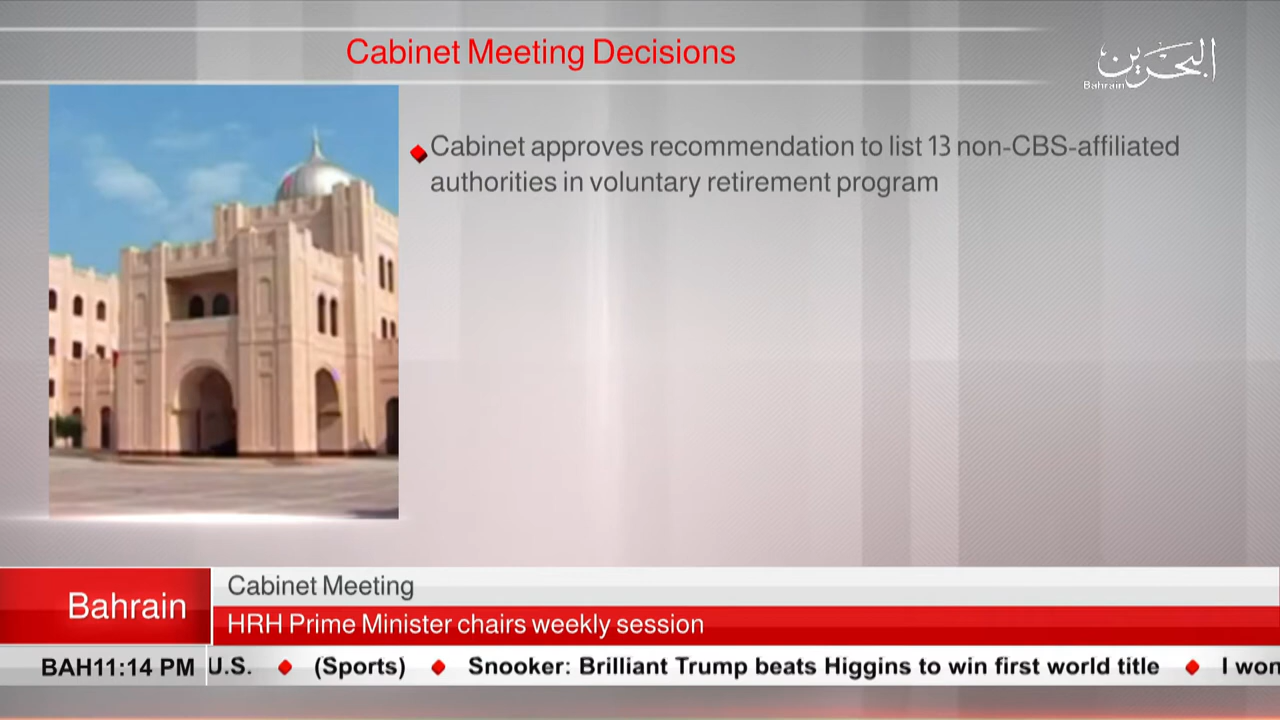 Cabinet Meeting Decisions
البحرين
Bahrain
Cabinet approves recommendation to list 13 non-CBS-affiliated
authorities in voluntary retirement program
Bahrain
Cabinet Meeting
HRH Prime Minister chairs weekly session
BAH11:14 PM U.S. (Sports) Snooker: Brilliant Trump beats Higgins to win first world title I won